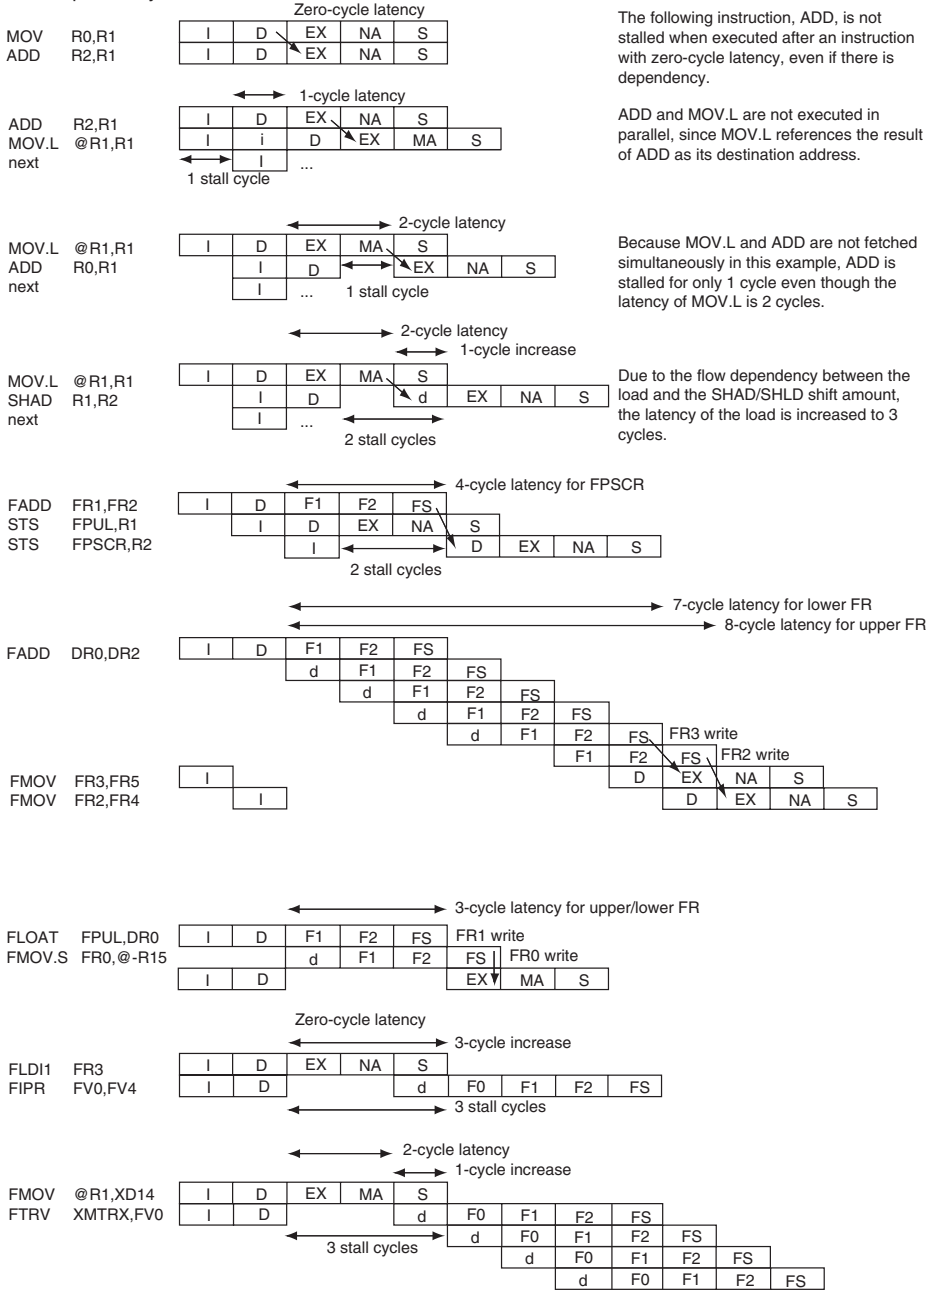 Zero-cycle latency
MOV R0,R1 I D EX NA S
ADD R2,R1 I D EX NA S
The following instruction, ADD, is not
stalled when executed after an instruction
with zero-cycle latency, even if there is
dependency.
1-cycle latency
ADD R2,R1 I D EX NA S
MOV.L @R1,R1 I i D EX MA S
next I ...
1 stall cycle
ADD and MOV.L are not executed in
parallel, since MOV.L references the result
of ADD as its destination address.
2-cycle latency
MOV.L @R1,R1 I D EX MA S
ADD R0,R1 I D EX NA S
next I ... 1 stall cycle
Because MOV.L and ADD are not fetched
simultaneously in this example, ADD is
stalled for only 1 cycle even though the
latency of MOV.L is 2 cycles.
2-cycle latency
1-cycle increase
MOV.L @R1,R1 I D EX MA S
SHAD R1,R2 I D d EX NA S
next I ...
2 stall cycles
Due to the flow dependency between the
load and the SHAD/SHLD shift amount,
the latency of the load is increased to 3
cycles.
4-cycle latency for FPSCR
FADD FR1,FR2 I D F1 F2 FS
STS FPUL,R1 I D EX NA S
STS FPSCR,R2 I D EX NA S
2 stall cycles
7-cycle latency for lower FR
8-cycle latency for upper FR
FADD DR0,DR2 I D F1 F2 FS
d F1 F2 FS
d F1 F2 FS
d F1 F2 FS
d F1 F2 FS FR3 write
F1 F2 FS FR2 write
FMOV FR3,FR5 I D EX NA S
FMOV FR2,FR4 I D EX NA S
3-cycle latency for upper/lower FR
FLOAT FPUL,DR0 I D F1 F2 FS FR1 write
FMOV.S FR0,@-R15 d F1 F2 FS FR0 write
I D EX MA S
Zero-cycle latency
3-cycle increase
FLDI1 FR3 I D EX NA S
FIPR FV0,FV4 I D d F0 F1 F2 FS
3 stall cycles
2-cycle latency
1-cycle increase
FMOV @R1,XD14 I D EX MA S
FTRV XMTRX,FV0 I D d F0 F1 F2 FS
3 stall cycles d F0 F1 F2 FS
d F0 F1 F2 FS
d F0 F1 F2 FS